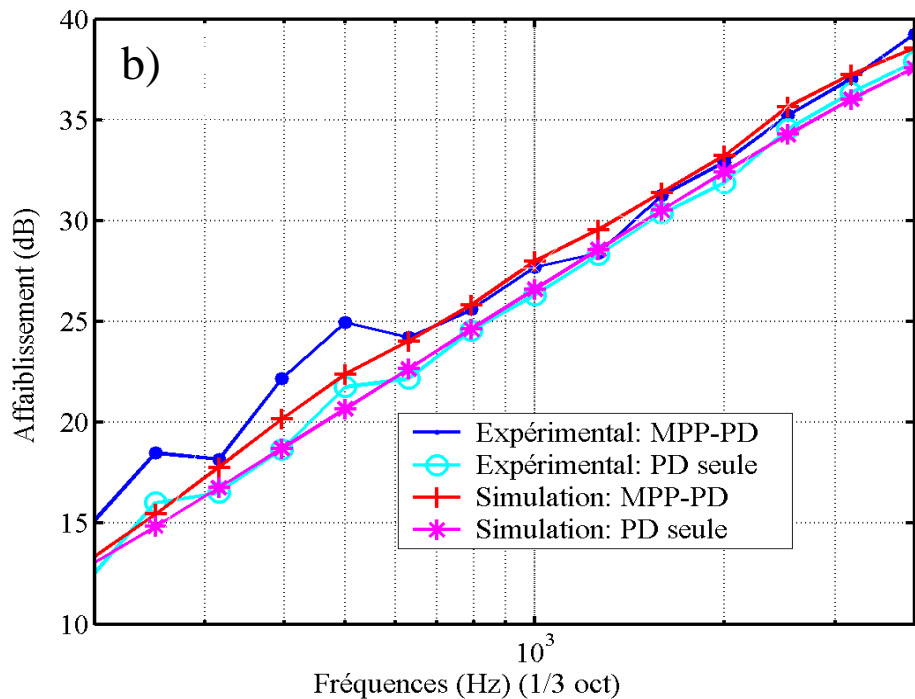 b)
Affaiblissement (dB)
40
35
30
25
20
15
10
Expérimental: MPP-PD
Expérimental: PD seule
Simulation: MPP-PD
Simulation: PD seule
10³
Fréquences (Hz) (1/3 oct)